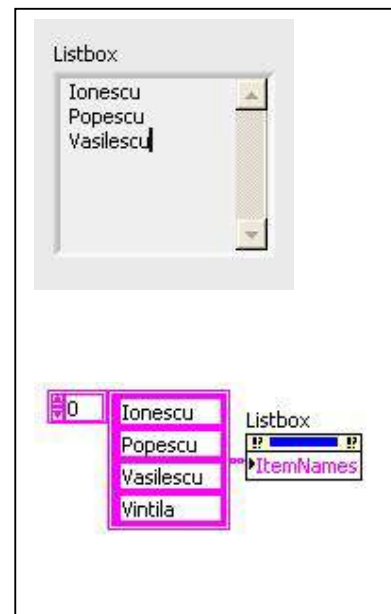 Listbox
Ionescu
Popescu
Vasilescu
0
Ionescu
Popescu
Vasilescu
Vintila
Listbox
!? !?
ItemNames